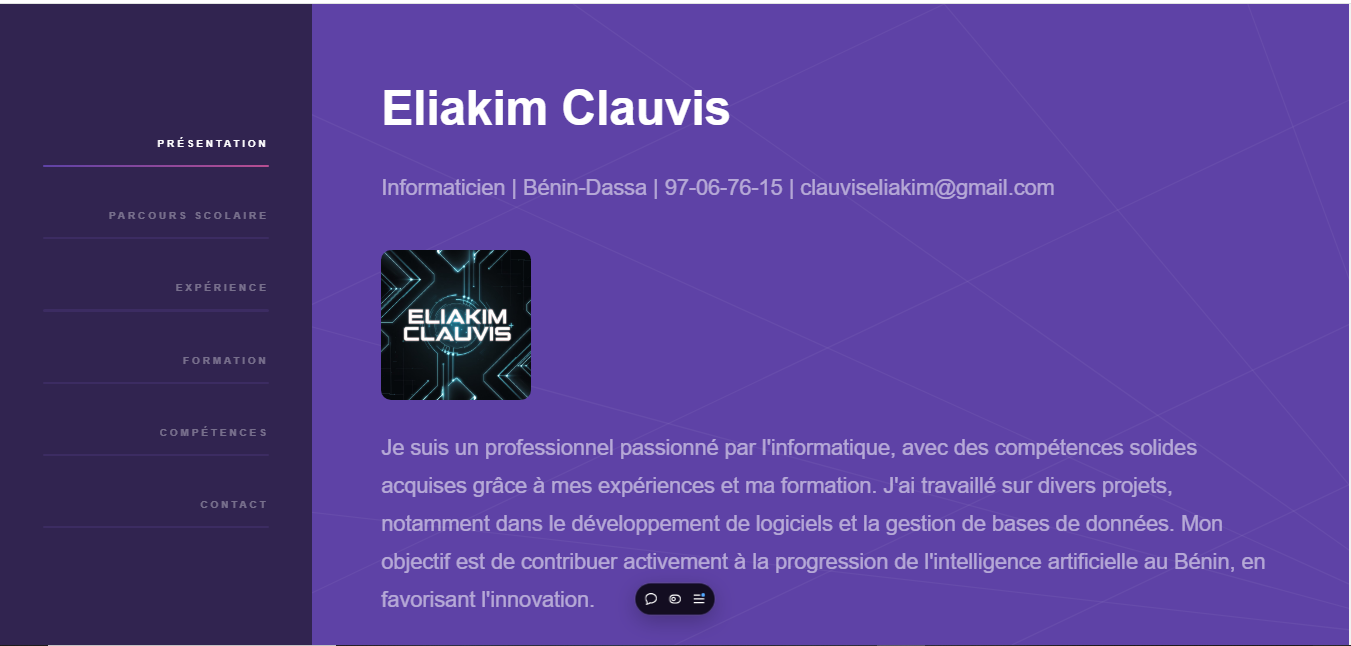 PRÉSENTATION
PARCOURS SCOLAIRE
EXPÉRIENCE
FORMATION
COMPÉTENCES
CONTACT
Eliakim Clauvis
Informaticien | Bénin-Dassa | 97-06-76-15 | clauviseliakim@gmail.com
ELIAKIM
CLAUVIS
Je suis un professionnel passionné par l'informatique, avec des compétences solides
acquises grâce à mes expériences et ma formation. J'ai travaillé sur divers projets,
notamment dans le développement de logiciels et la gestion de bases de données. Mon
objectif est de contribuer activement à la progression de l'intelligence artificielle au Bénin, en
favorisant l'innovation.